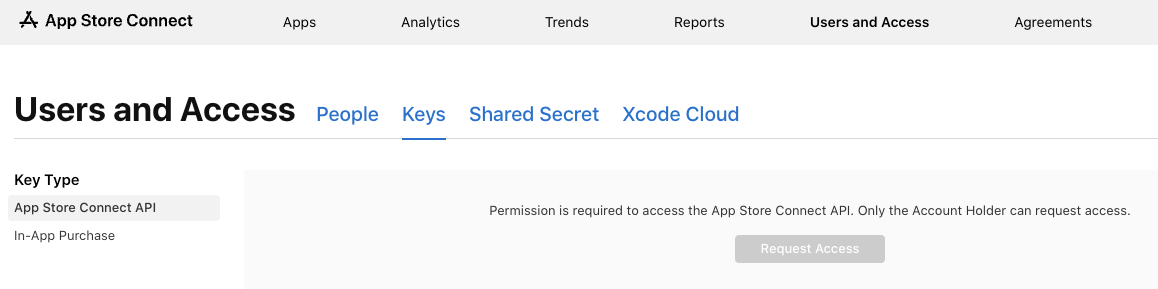 App Store Connect Apps Analytics Trends Reports Users and Access Agreements
Users and Access People Keys Shared Secret Xcode Cloud
Key Type
App Store Connect API
In-App Purchase
Permission is required to access the App Store Connect API. Only the Account Holder can request access.
Request Access